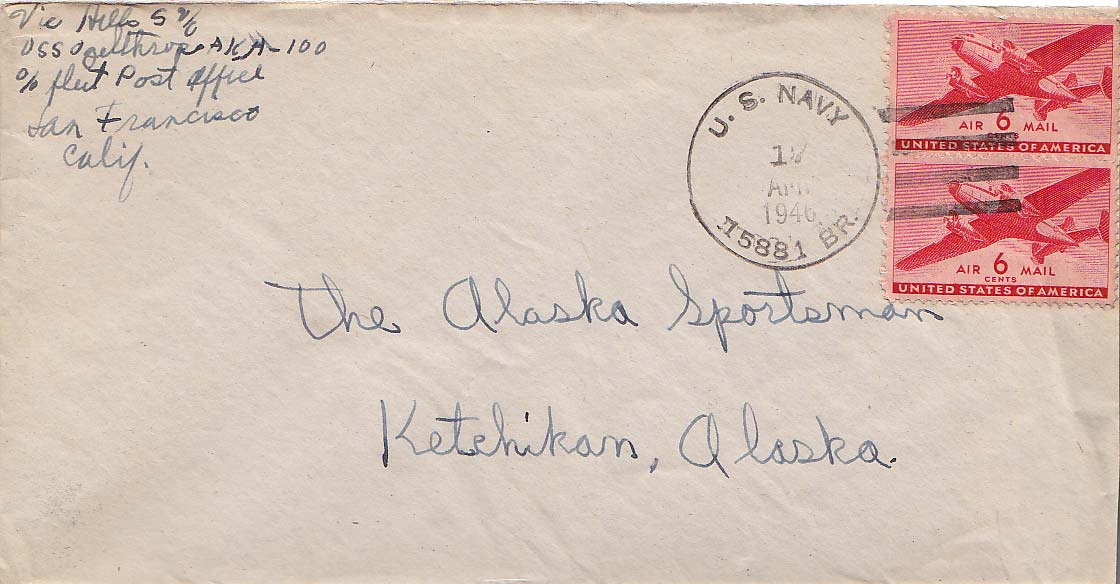 Vic Hills S 2/c
USS Ogelthrope AKA-100
c/o fleet Post Office
San Francisco
Calif.
U. S. NAVY
17
APR
1946
15881 BR.
AIR 6 MAIL
CENTS
UNITED STATES OF AMERICA
AIR 6 MAIL
CENTS
UNITED STATES OF AMERICA
The Alaska Sportsman
Ketchikan, Alaska.